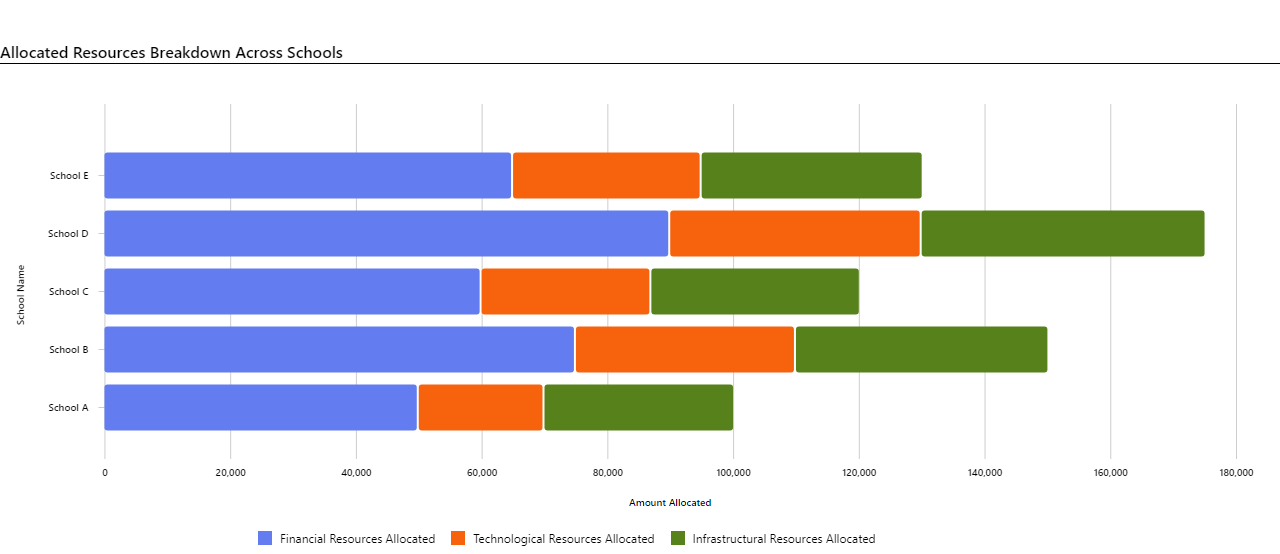 Allocated Resources Breakdown Across Schools
School E
School D
School C
School B
School A
School Name
0 20,000 40,000 60,000 80,000 100,000 120,000 140,000 160,000 180,000
Amount Allocated
Financial Resources Allocated Technological Resources Allocated Infrastructural Resources Allocated